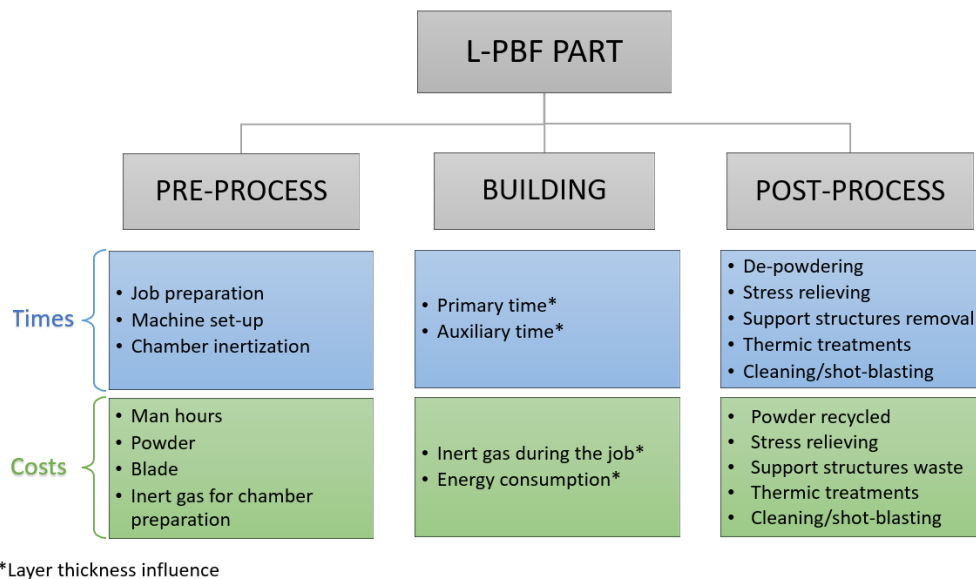 L-PBF PART
PRE-PROCESS
BUILDING
POST-PROCESS
Times
• Job preparation
• Machine set-up
• Chamber inertization
• Primary time*
• Auxiliary time*
• De-powdering
• Stress relieving
• Support structures removal
• Thermic treatments
• Cleaning/shot-blasting
Costs
• Man hours
• Powder
• Blade
• Inert gas for chamber
preparation
• Inert gas during the job*
• Energy consumption*
• Powder recycled
• Stress relieving
• Support structures waste
• Thermic treatments
• Cleaning/shot-blasting
*Layer thickness influence